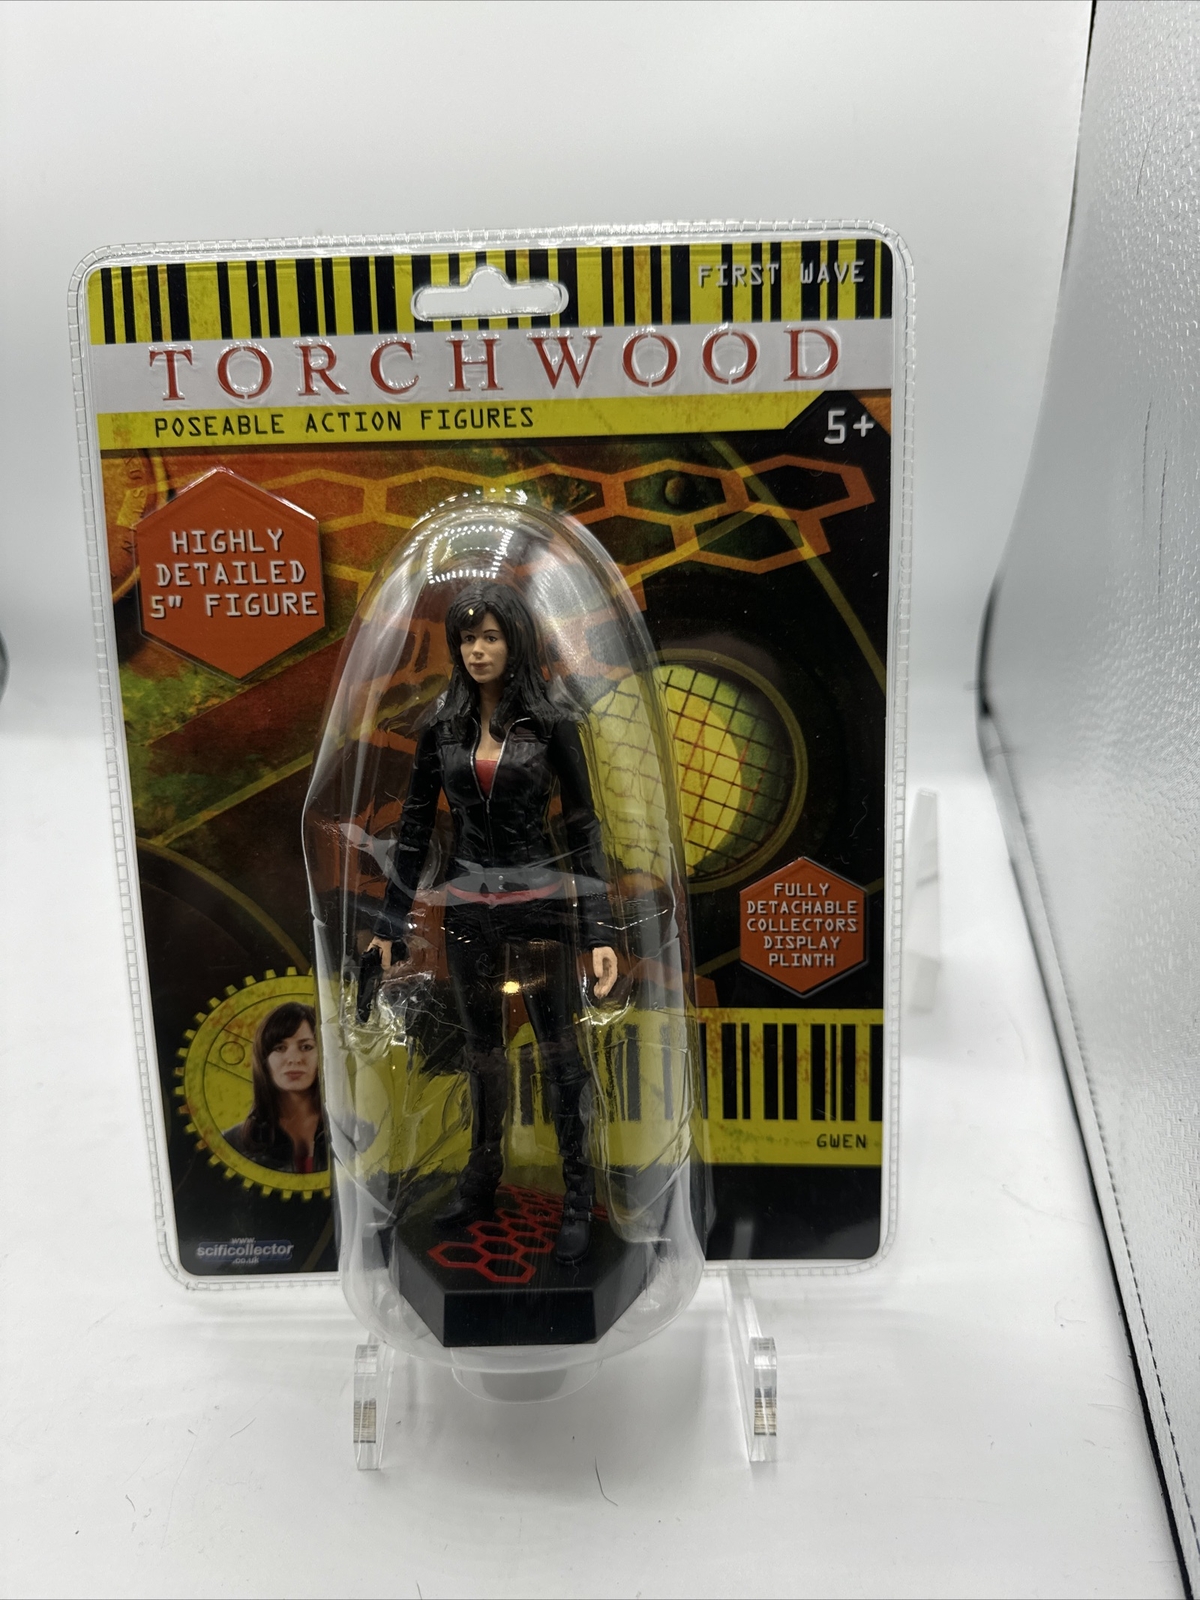 FIRST WAVE
TORCHWOOD
POSEABLE ACTION FIGURES
5+
HIGHLY
DETAILED
5" FIGURE
FULLY
DETACHABLE
COLLECTORS
DISPLAY
PLINTH
GWEN
www.
scificollector
.co.uk